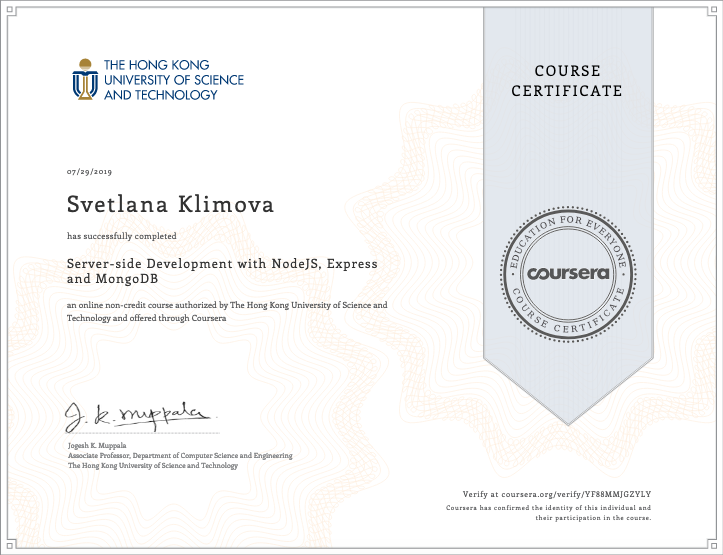 THE HONG KONG
UNIVERSITY OF SCIENCE
AND TECHNOLOGY
COURSE
CERTIFICATE
07/29/2019
Svetlana Klimova
has successfully completed
Server-side Development with NodeJS, Express
and MongoDB
an online non-credit course authorized by The Hong Kong University of Science and
Technology and offered through Coursera
EDUCATION FOR EVERYONE
coursera
COURSE CERTIFICATE
J. K. Muppala
Jogesh K. Muppala
Associate Professor, Department of Computer Science and Engineering
The Hong Kong University of Science and Technology
Verify at coursera.org/verify/YF88MMJGZYLY
Coursera has confirmed the identity of this individual and
their participation in the course.